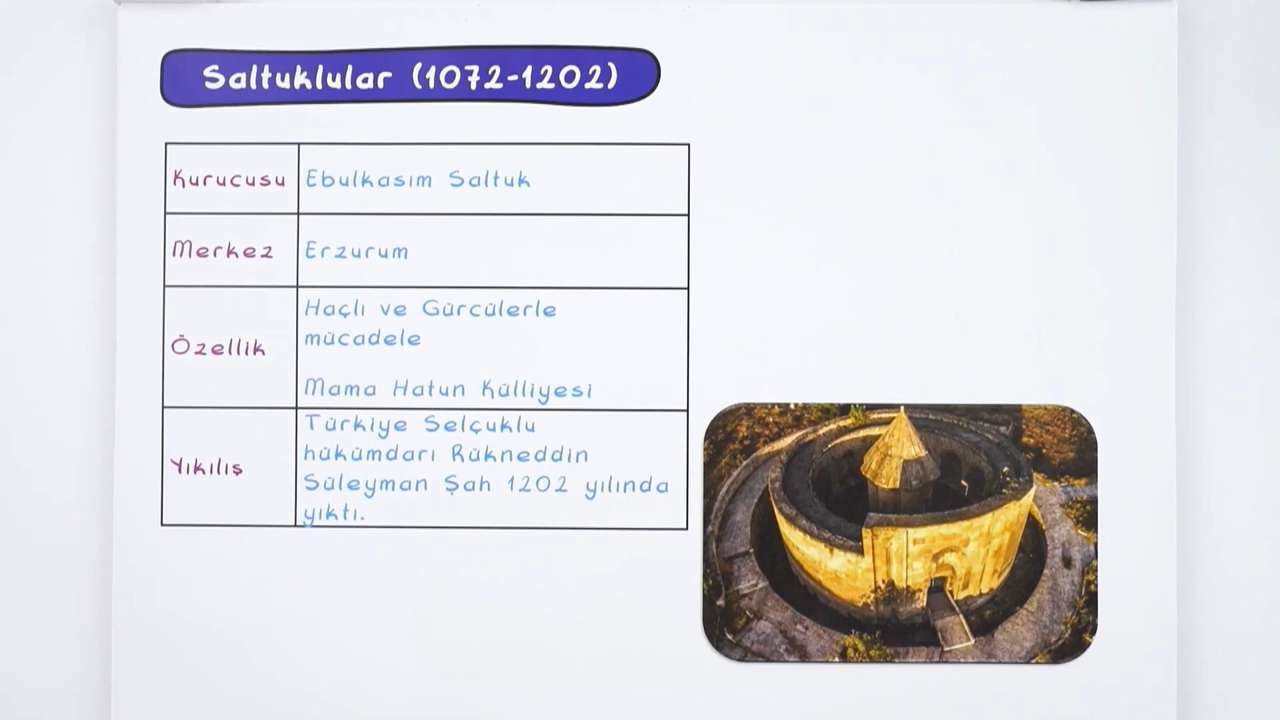 Saltuklular (1072-1202)
Kurucusu
Ebulkasım Saltuk
Merkez
Erzurum
Özellik
Haçlı ve Gürcülerle
mücadele
Mama Hatun Külliyesi
Yıkılış
Türkiye Selçuklu
hükümdarı Rükneddin
Süleyman Şah 1202 yılında
yıktı.